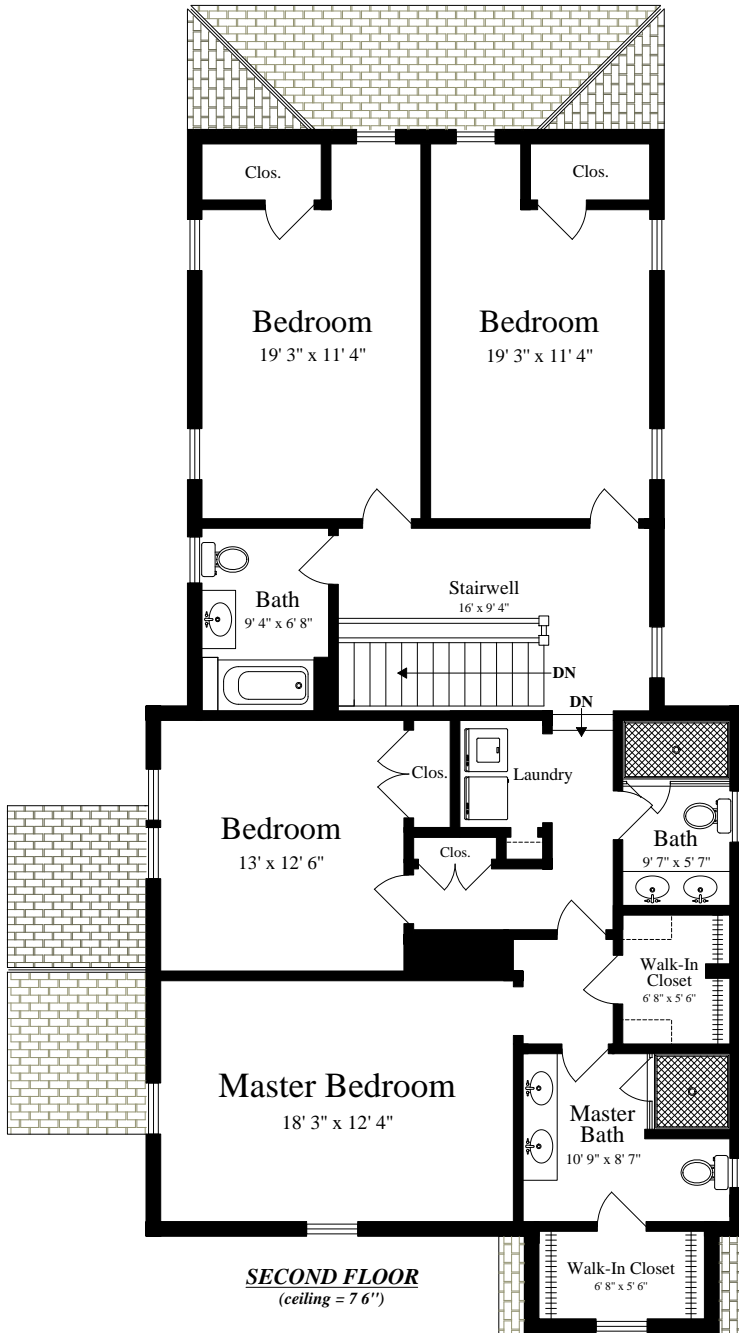 Clos.
Clos.
Bedroom
19' 3" x 11' 4"
Bedroom
19' 3" x 11' 4"
Bath
9' 4" x 6' 8"
Stairwell
16' x 9' 4"
DN
DN
Clos.
Laundry
Bedroom
13' x 12' 6"
Clos.
Bath
9' 7" x 5' 7"
Walk-In
Closet
6' 8" x 5' 6"
Master Bedroom
18' 3" x 12' 4"
Master
Bath
10' 9" x 8' 7"
Walk-In Closet
6' 8" x 5' 6"
SECOND FLOOR
(ceiling = 7 6")